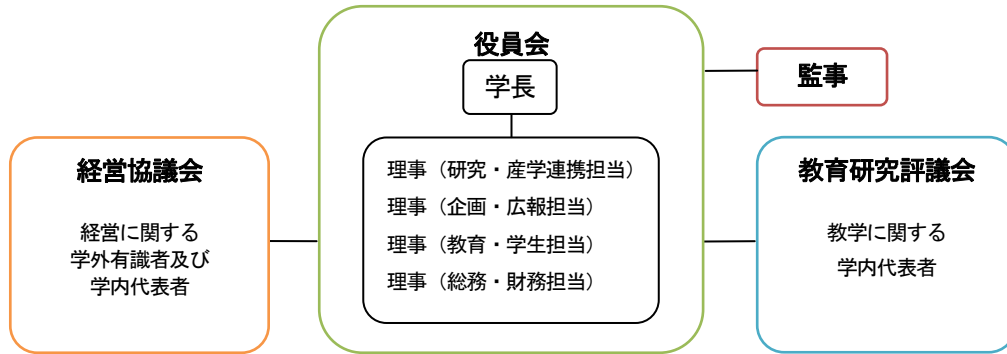 役員会
学長
理事（研究・産学連携担当）
理事（企画・広報担当）
理事（教育・学生担当）
理事（総務・財務担当）
監事
経営協議会
経営に関する
学外有識者及び
学内代表者
教育研究評議会
教学に関する
学内代表者